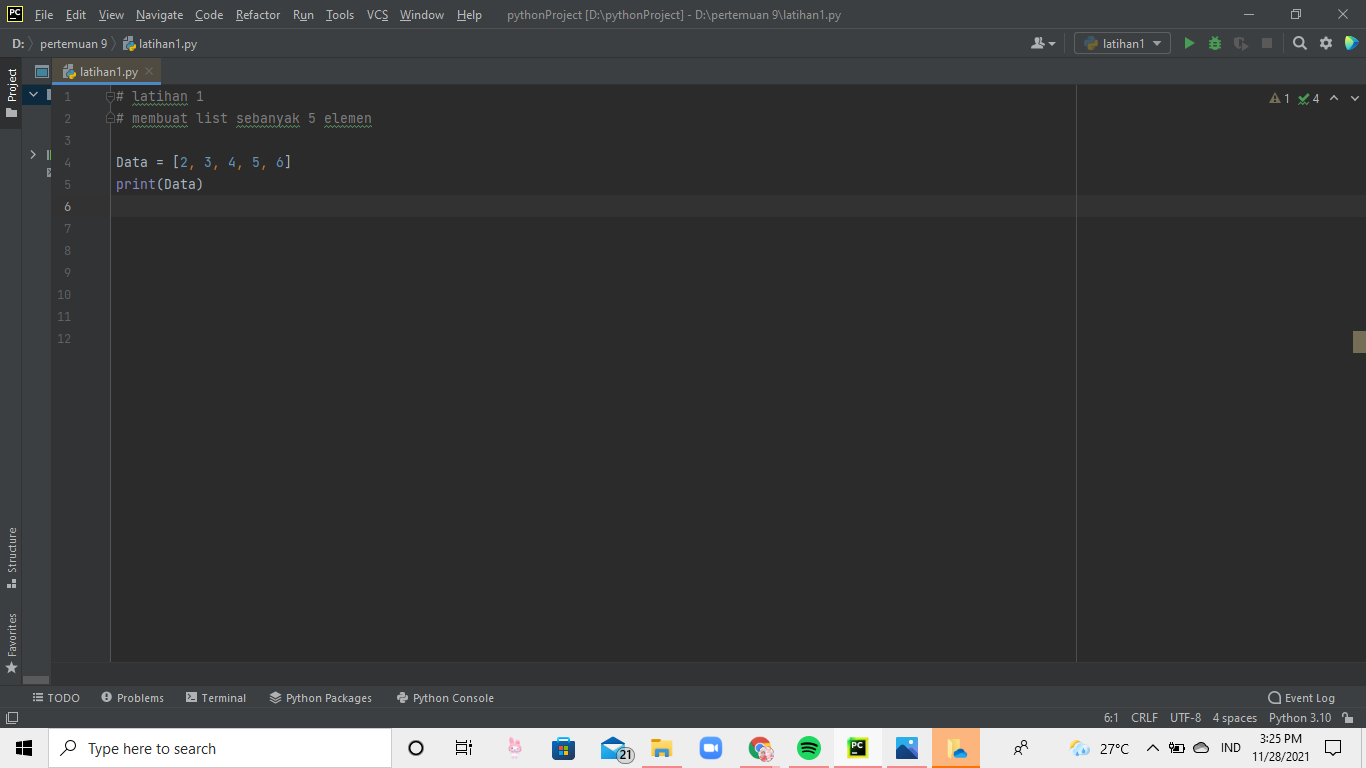 PC File Edit View Navigate Code Refactor Run Tools VCS Window Help pythonProject [D:\pythonProject] - D:\pertemuan 9\latihan1.py
D: pertemuan 9 latihan1.py latihan1
Project latihan1.py
1 # latihan 1 1 4
2 # membuat list sebanyak 5 elemen
3
4 Data = [2, 3, 4, 5, 6]
5 print(Data)
6
7
8
9
10
11
12
Structure
Favorites
TODO Problems Terminal Python Packages Python Console Event Log
6:1 CRLF UTF-8 4 spaces Python 3.10
Type here to search 21 PC 27°C IND 3:25 PM
11/28/2021